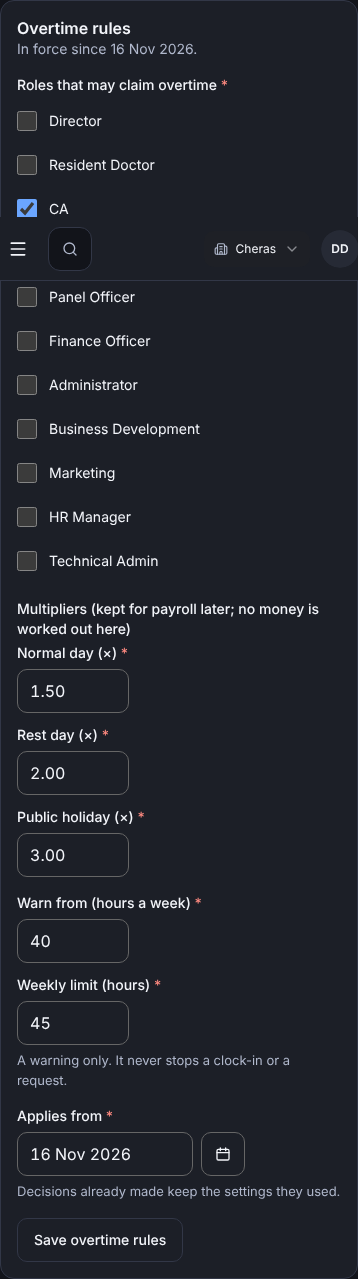 Overtime rules
In force since 16 Nov 2026.
Roles that may claim overtime *
Director
Resident Doctor
CA
Cheras
DD
Panel Officer
Finance Officer
Administrator
Business Development
Marketing
HR Manager
Technical Admin
Multipliers (kept for payroll later; no money is
worked out here)
Normal day (×) *
1.50
Rest day (×) *
2.00
Public holiday (×) *
3.00
Warn from (hours a week) *
40
Weekly limit (hours) *
45
A warning only. It never stops a clock-in or a
request.
Applies from *
16 Nov 2026
Decisions already made keep the settings they used.
Save overtime rules